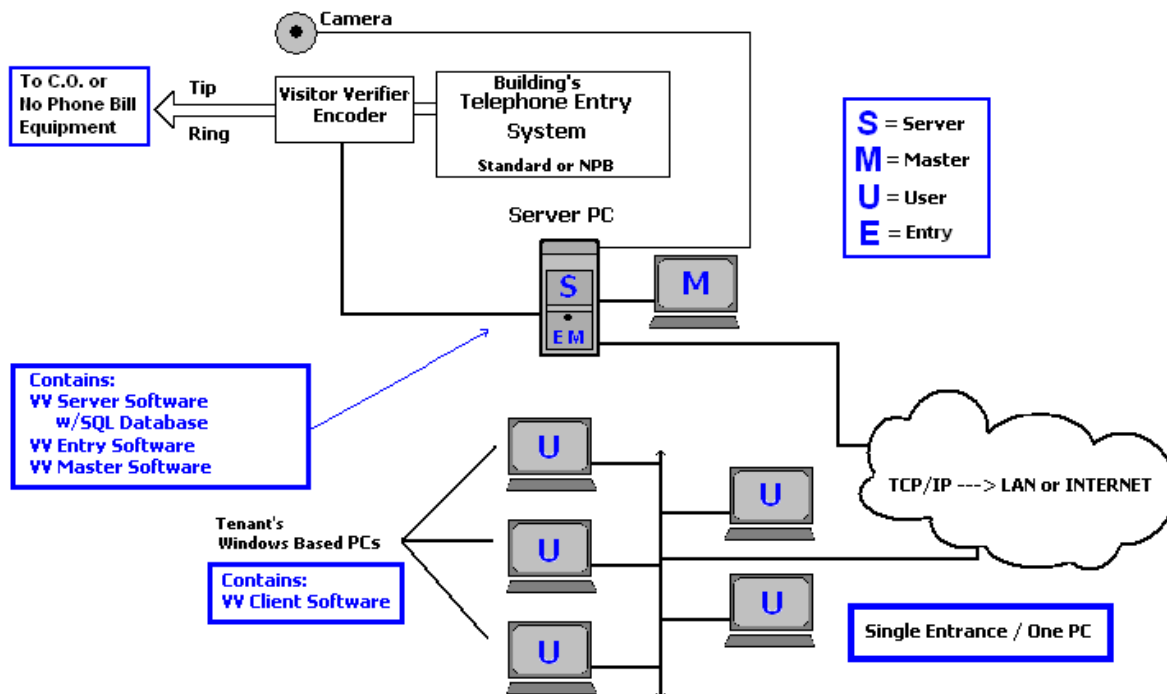 Camera
To C.O. or
No Phone Bill
Equipment
Tip
Ring
Visitor Verifier
Encoder
Building's
Telephone Entry
System
Standard or NPB
S = Server
M = Master
U = User
E = Entry
Server PC
S
E M
M
Contains:
VV Server Software
w/SQL Database
VV Entry Software
VV Master Software
TCP/IP ---> LAN or INTERNET
U
U
U
U
U
Tenant's
Windows Based PCs
Contains:
VV Client Software
Single Entrance / One PC